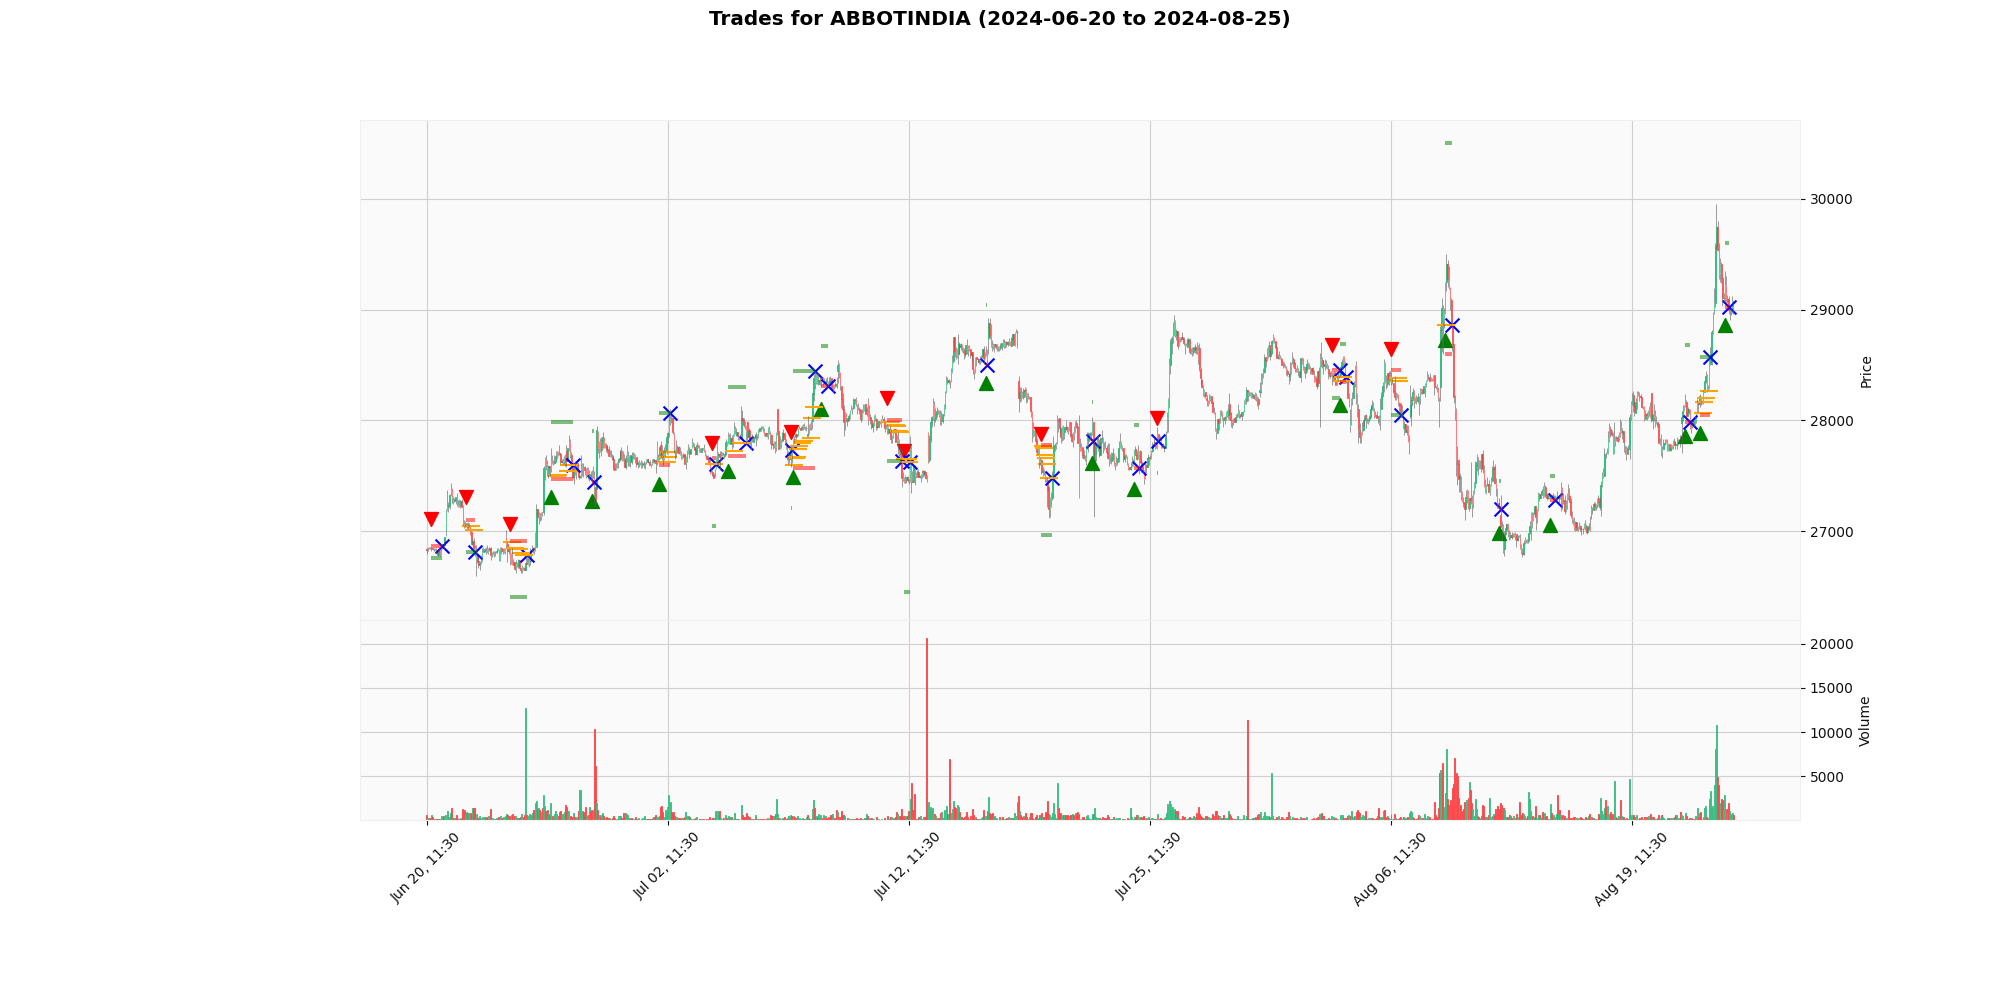 Trades for ABBOTINDIA (2024-06-20 to 2024-08-25)
30000
29000
28000
27000
Price
20000
15000
10000
5000
Volume
Jun 20, 11:30
Jul 02, 11:30
Jul 12, 11:30
Jul 25, 11:30
Aug 06, 11:30
Aug 19, 11:30